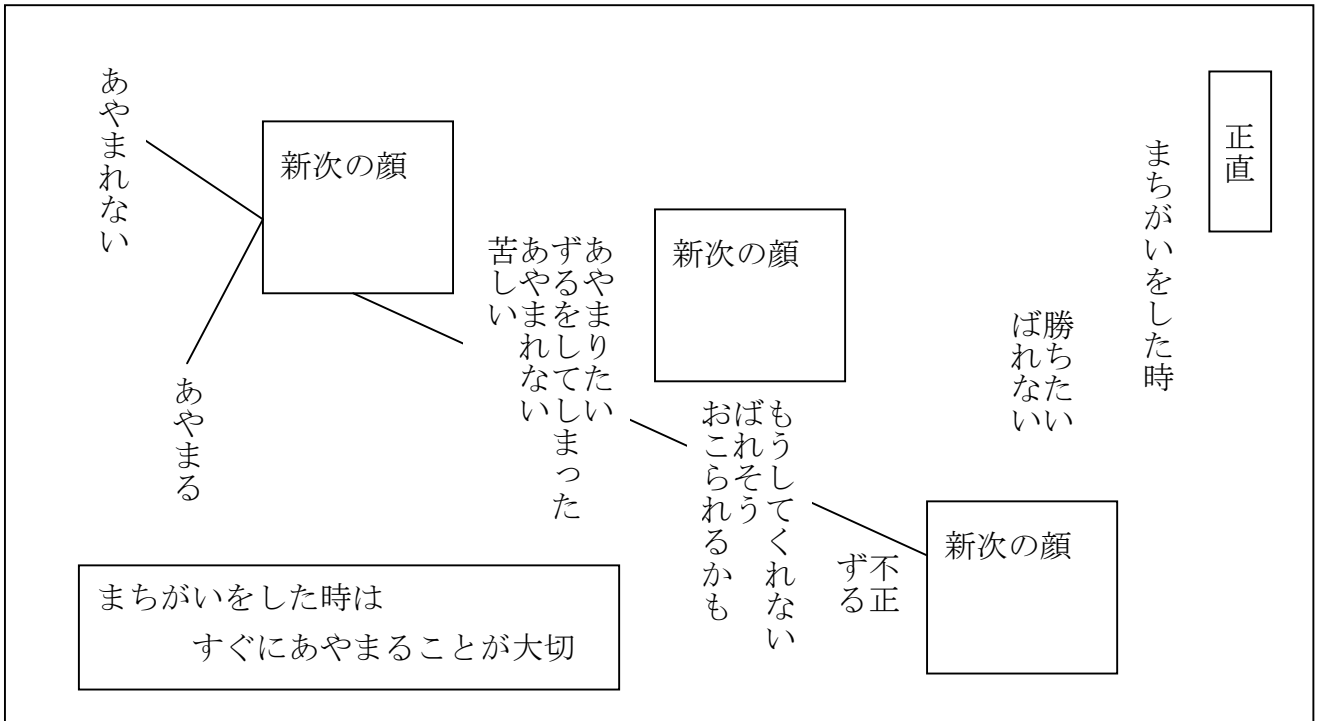 正直
まちがいをした時
勝ちたい
ばれない
新次の顔
不正
ずる
新次の顔
もうしてくれない
ばれそう
おこられるかも
あやまりたい
ずるをしてしまった
あやまれない
苦しい
新次の顔
あやまる
あやまれない
まちがいをした時は
すぐにあやまることが大切